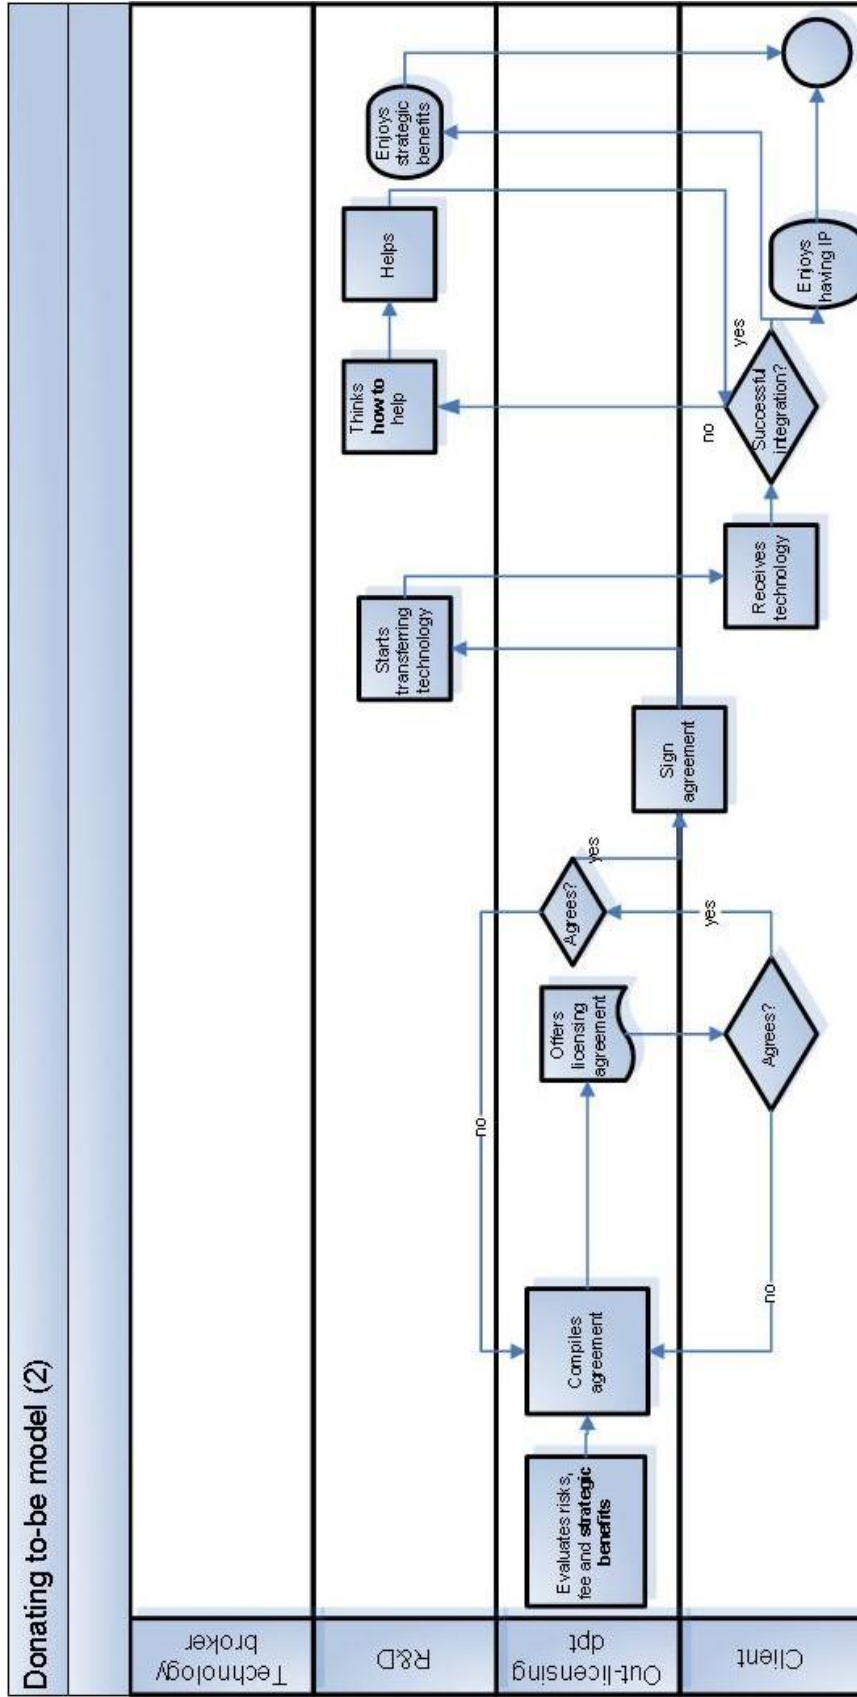 Donating to-be model (2)
Technology
broker
R&D
Out-licensing
dpt
Client
Evaluates risks,
fee and strategic
benefits
Compiles
agreement
no
no
Offers
licensing
agreement
Agrees?
Agrees?
yes
yes
Sign
agreement
Starts
transferring
technology
Receives
technology
Successful
integration?
no
yes
Thinks
how to
help
Helps
Enjoys
strategic
benefits
Enjoys
having IP